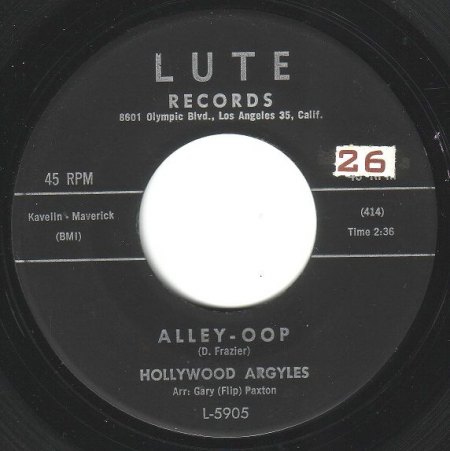 LUTE
RECORDS
8601 Olympic Blvd., Los Angeles 35, Calif.
26
45 RPM
Kavelin - Maverick
(BMI)
(414)
Time 2:36
ALLEY-OOP
(D. Frazier)
HOLLYWOOD ARGYLES
Arr: Gary (Flip) Paxton
L-5905